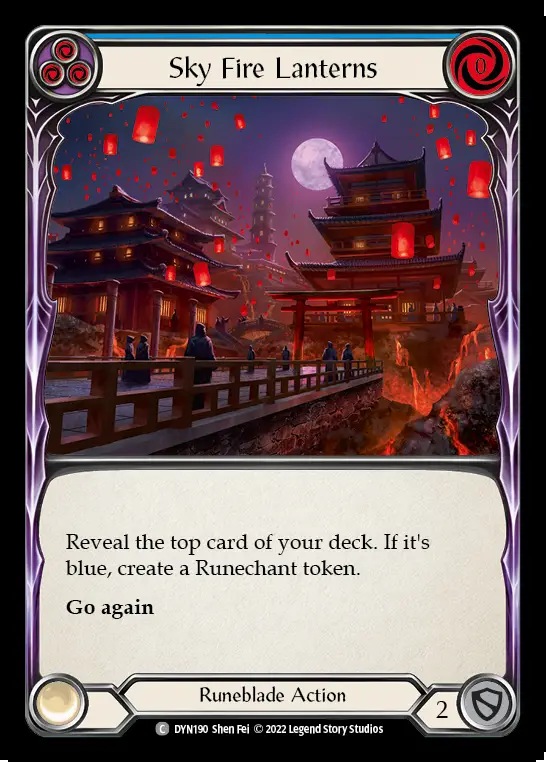 Sky Fire Lanterns
0
Reveal the top card of your deck. If it's
blue, create a Runechant token.
Go again
Runeblade Action
2
C DYN190 Shen Fei © 2022 Legend Story Studios